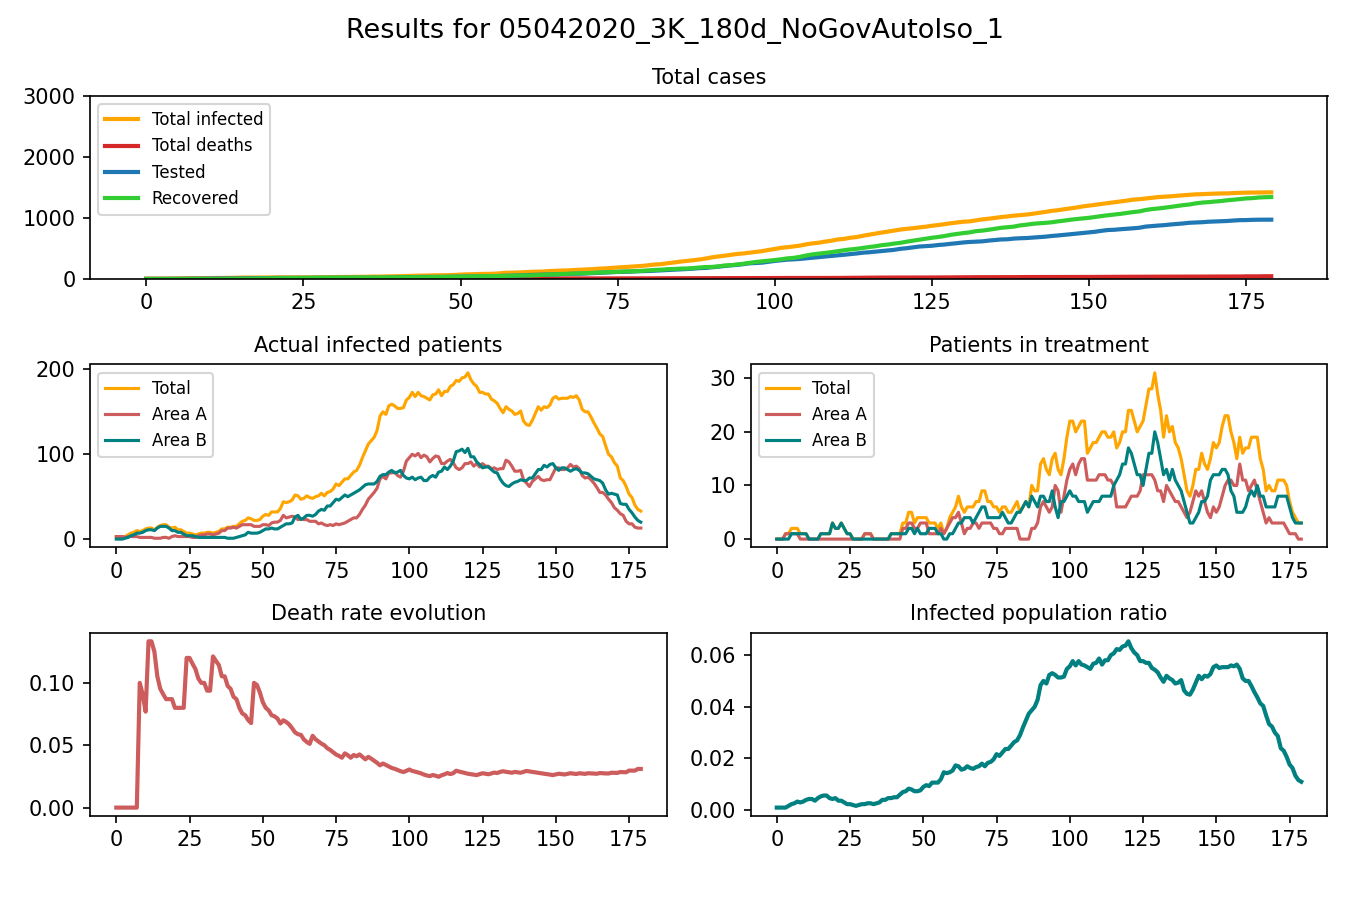 Results for 05042020_3K_180d_NoGovAutoIso_1
Total cases
3000
2000
1000
0
Total infected
Total deaths
Tested
Recovered
0 25 50 75 100 125 150 175
Actual infected patients
200
100
0
Total
Area A
Area B
0 25 50 75 100 125 150 175
Patients in treatment
30
20
10
0
Total
Area A
Area B
0 25 50 75 100 125 150 175
Death rate evolution
0.10
0.05
0.00
0 25 50 75 100 125 150 175
Infected population ratio
0.06
0.04
0.02
0.00
0 25 50 75 100 125 150 175